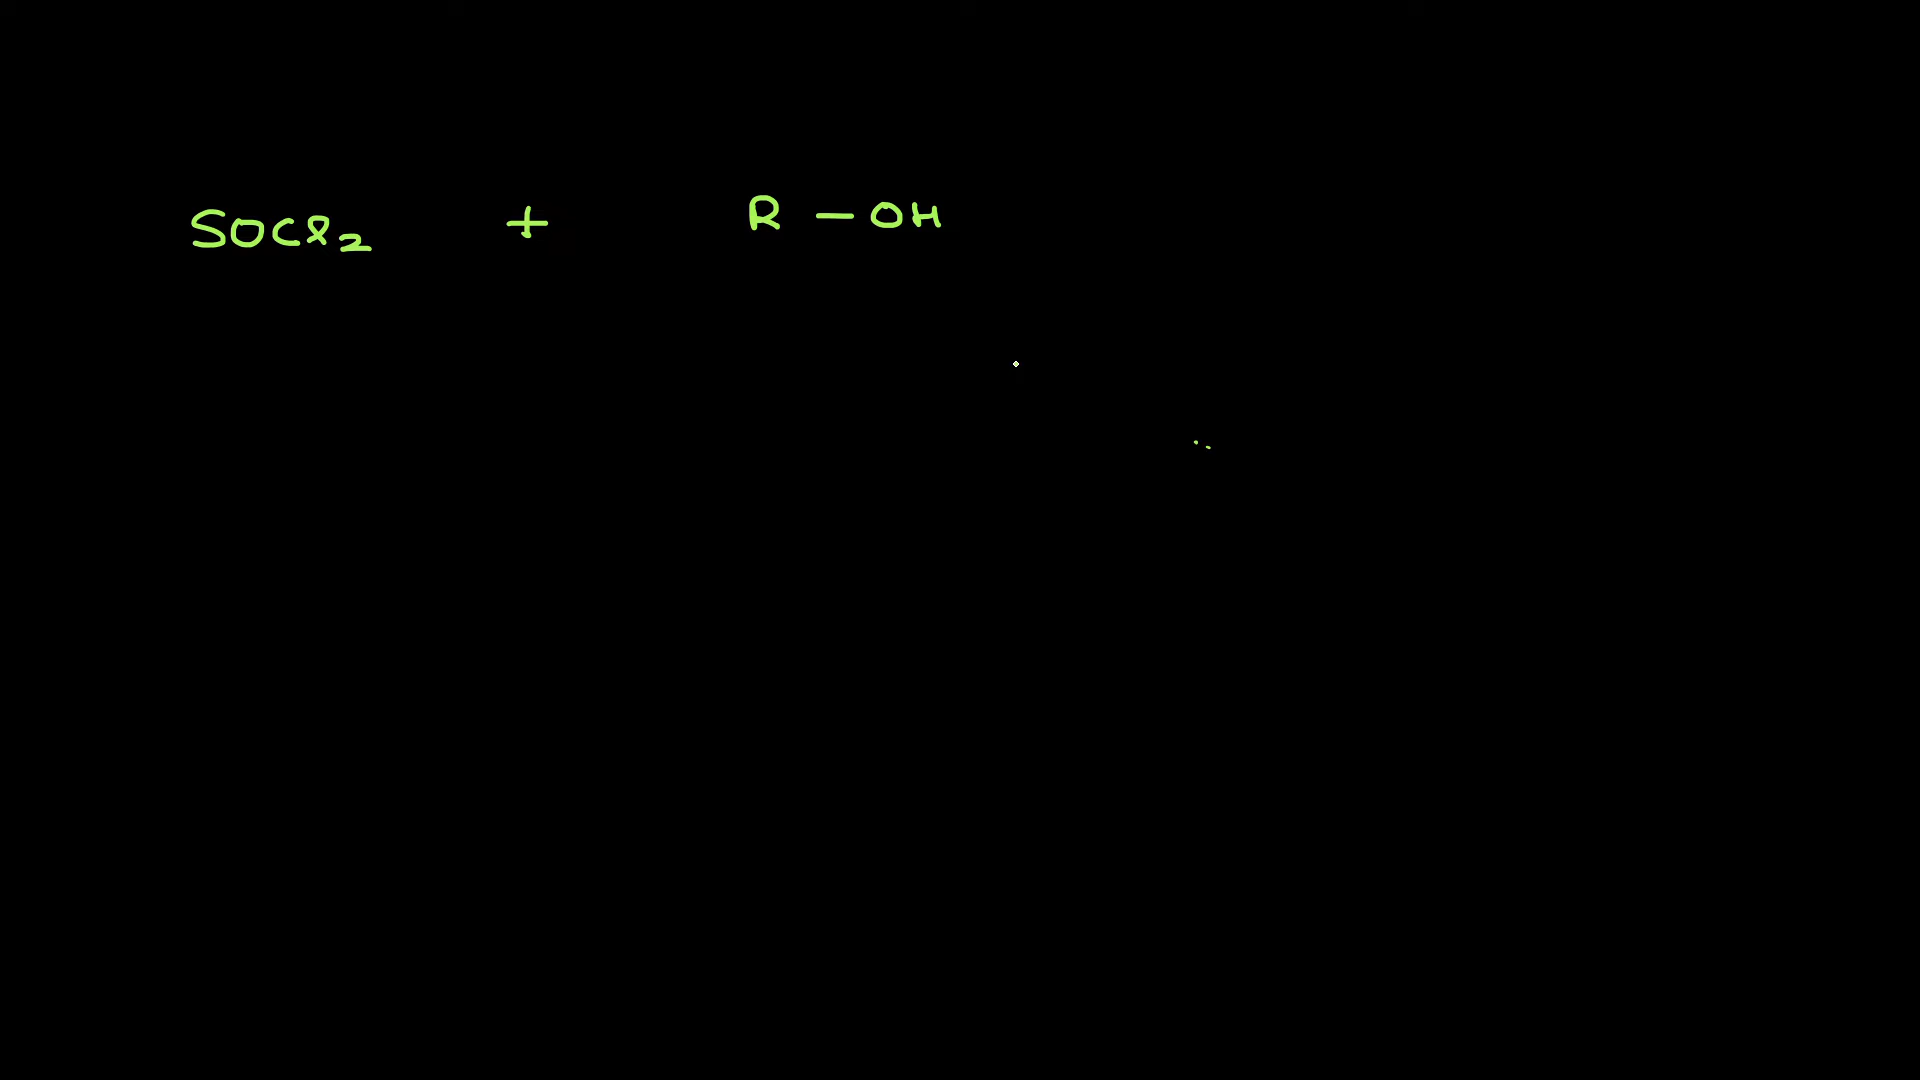 SOCl₂ + R - OH